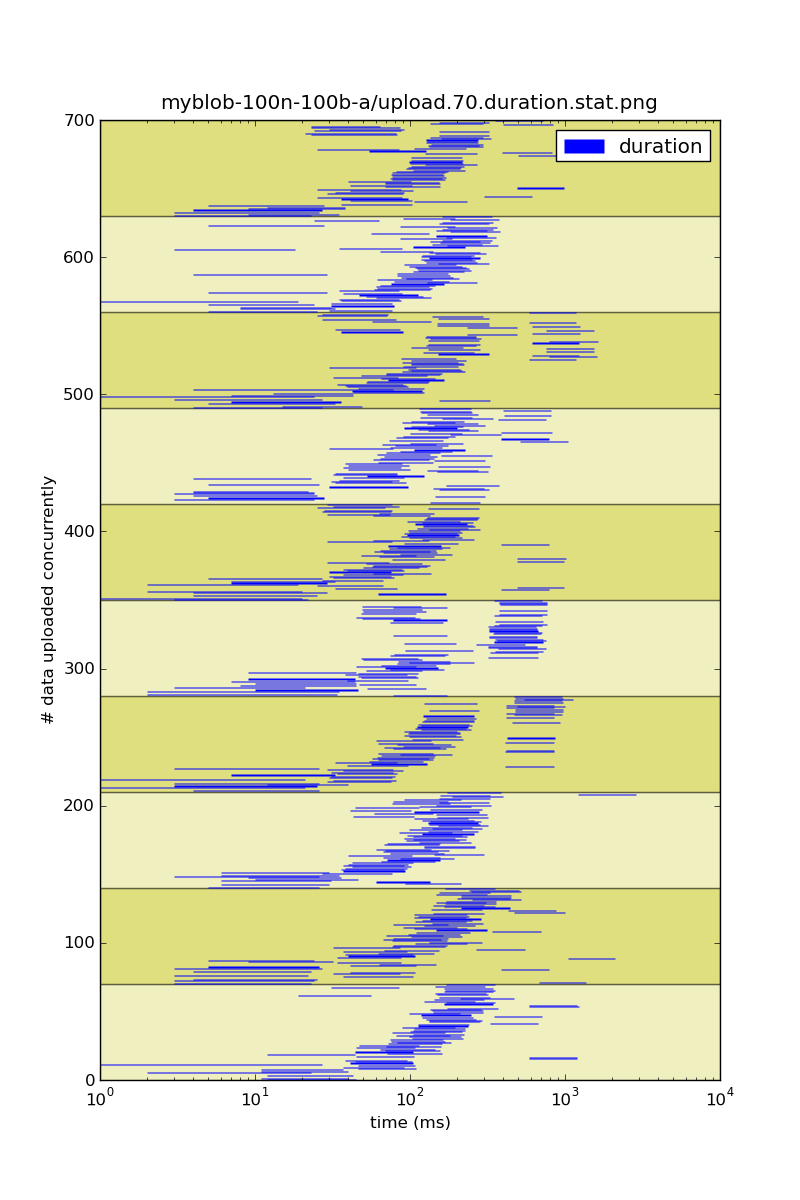 myblob-100n-100b-a/upload.70.duration.stat.png
duration
700
600
500
400
300
200
100
0
# data uploaded concurrently
10^0 10^1 10^2 10^3 10^4
time (ms)